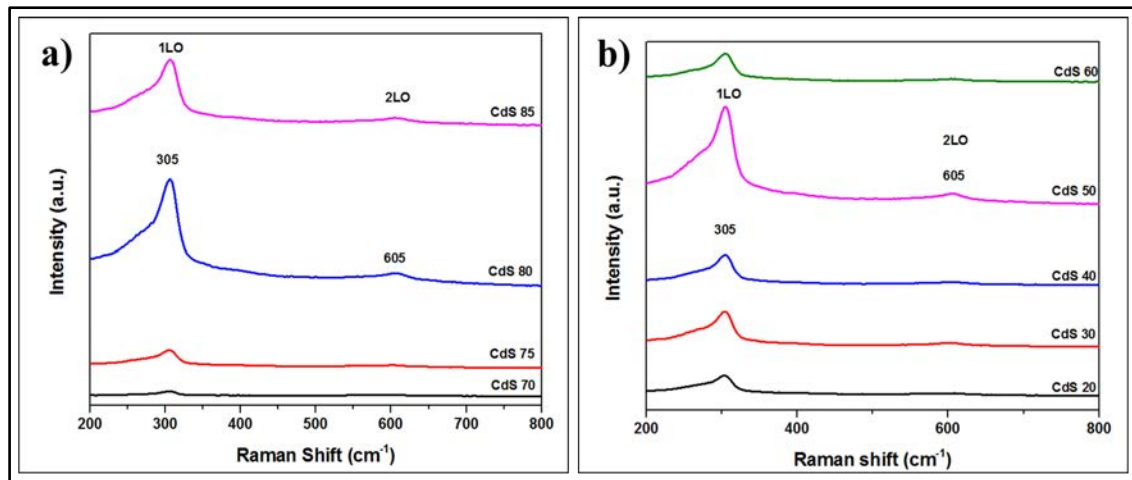 a)
1LO
2LO
CdS 85
305
605
CdS 80
CdS 75
CdS 70
200 300 400 500 600 700 800
Raman Shift (cm⁻¹)
Intensity (a.u.)
b)
CdS 60
1LO
2LO
605
CdS 50
305
CdS 40
CdS 30
CdS 20
200 400 600 800
Raman shift (cm⁻¹)
Intensity (a.u.)